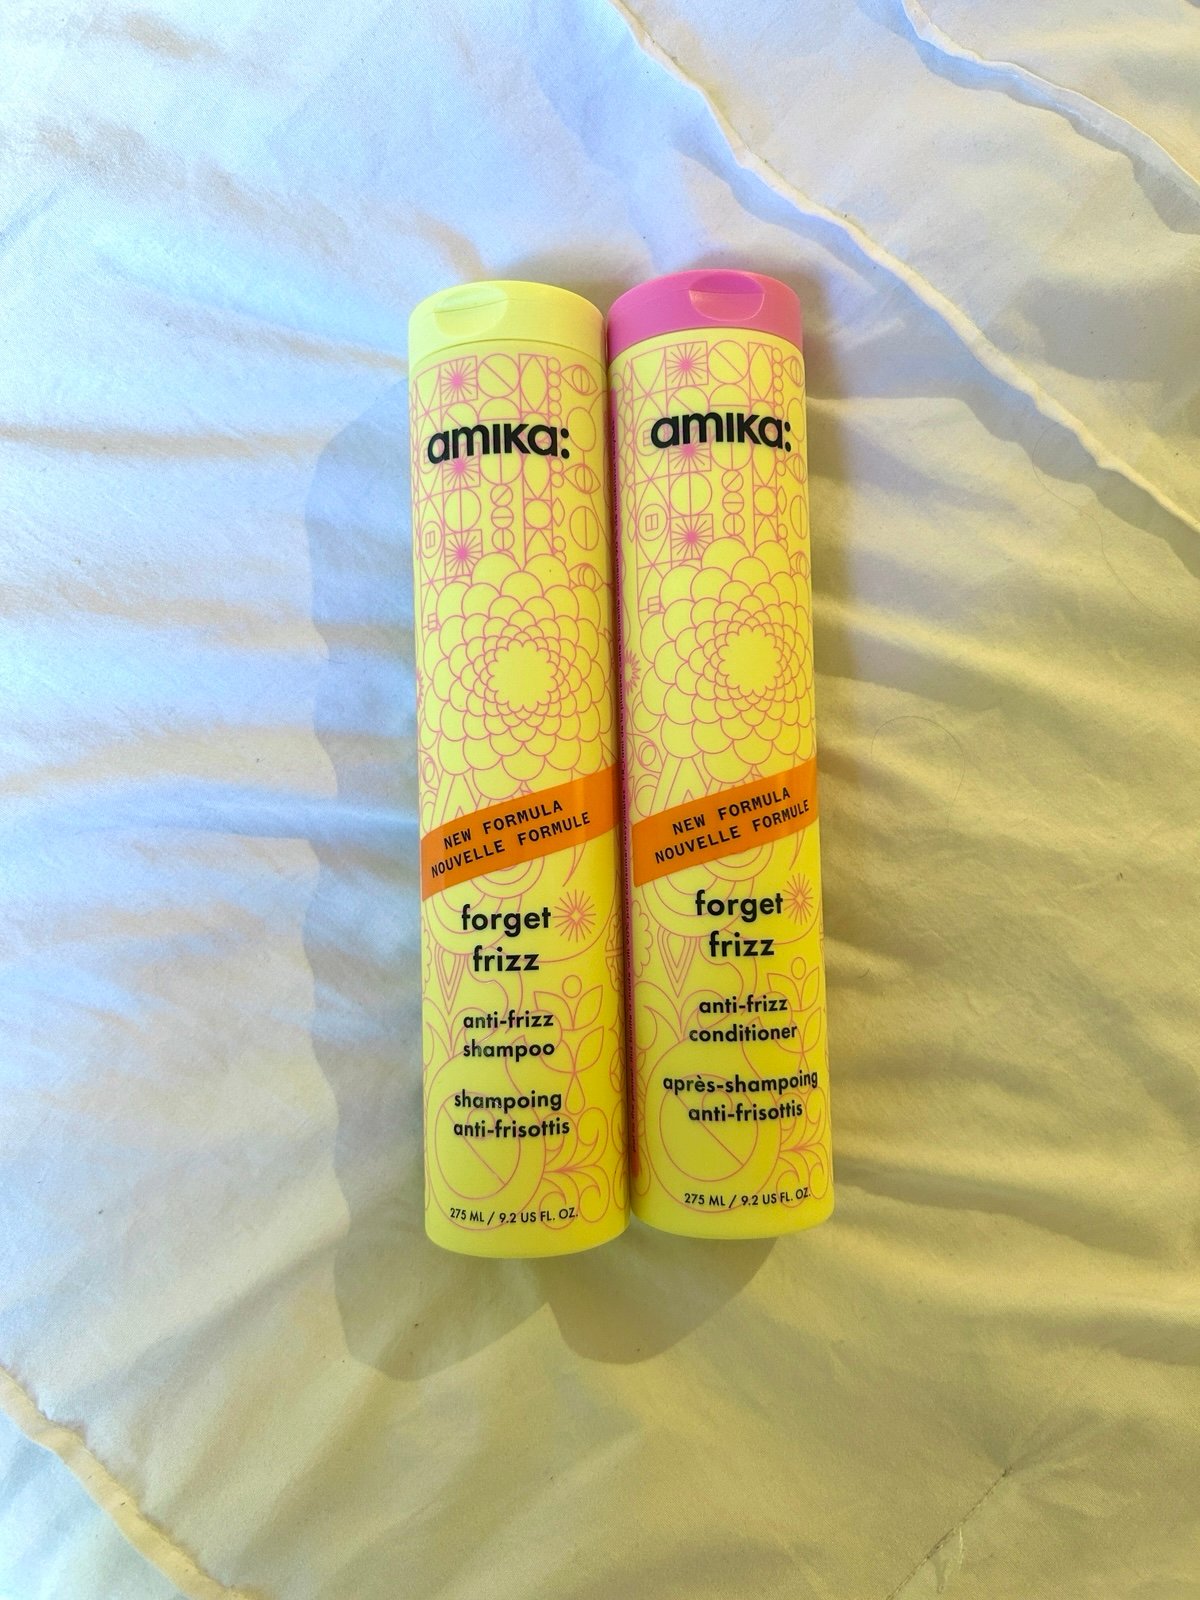 amika:
NEW FORMULA
NOUVELLE FORMULE
forget
frizz
anti-frizz
shampoo
shampoing
anti-frisottis
275 ML / 9.2 US FL. OZ.
amika:
NEW FORMULA
NOUVELLE FORMULE
forget
frizz
anti-frizz
conditioner
après-shampoing
anti-frisottis
275 ML / 9.2 US FL. OZ.